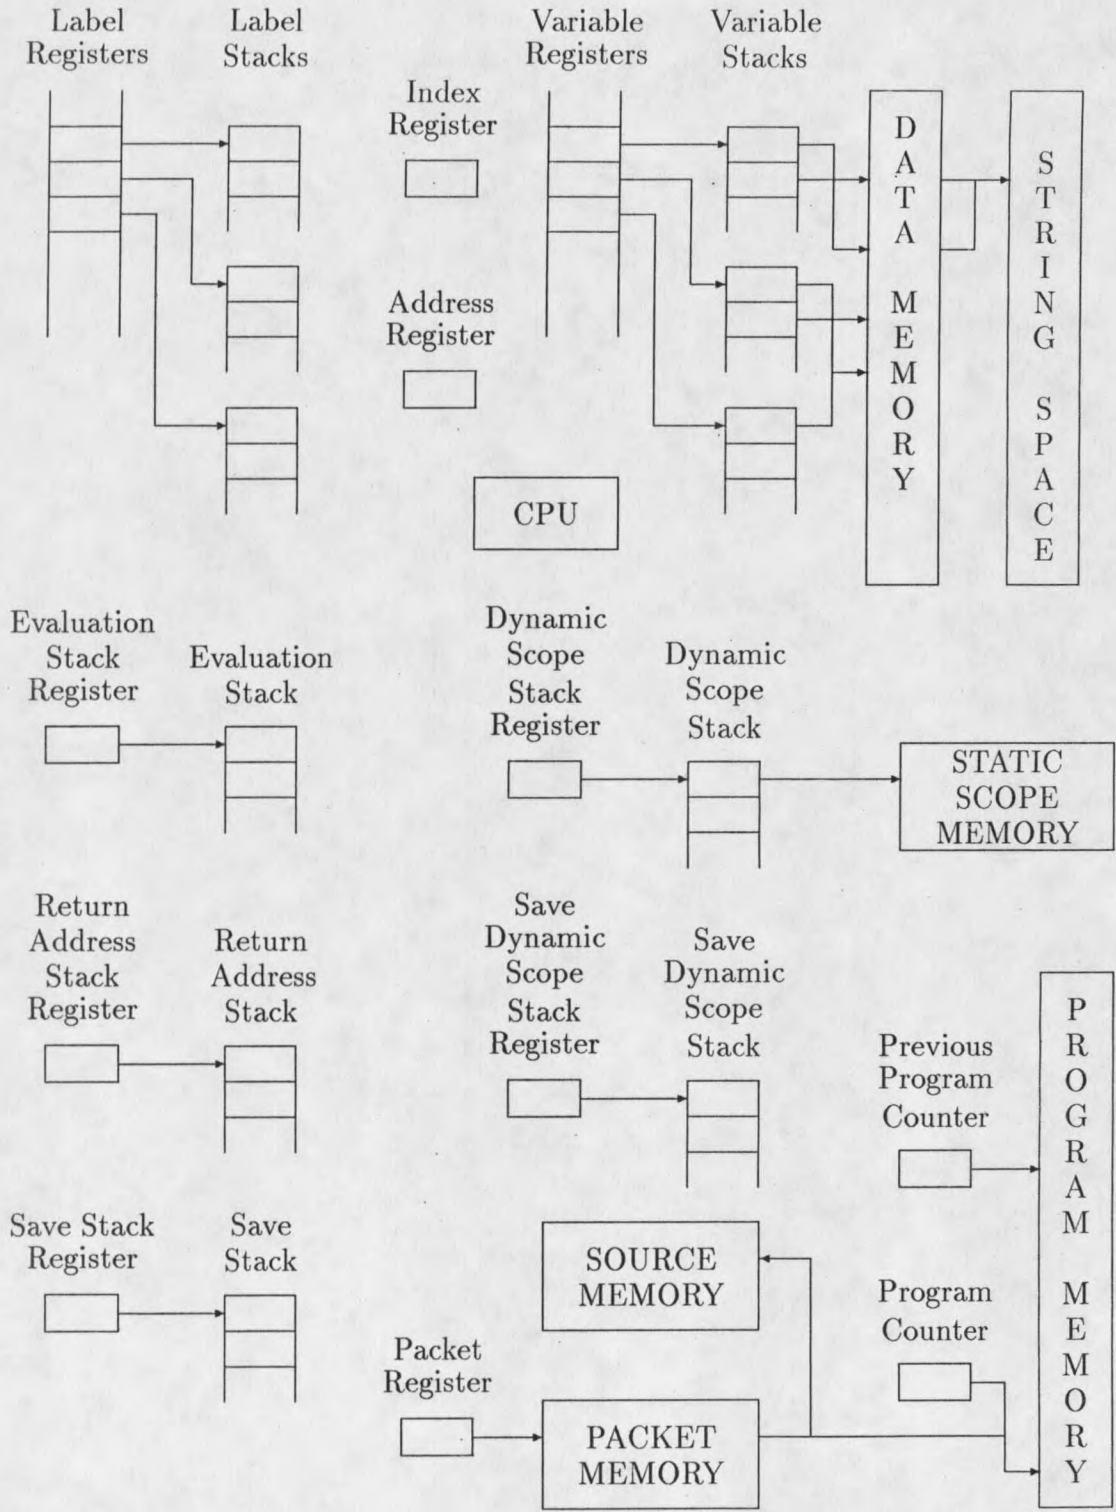 Label
Registers
Label
Stacks
Variable
Registers
Variable
Stacks
Index
Register
Address
Register
DATA MEMORY
STRING SPACE
CPU
Evaluation
Stack
Register
Evaluation
Stack
Dynamic
Scope
Stack
Register
Dynamic
Scope
Stack
STATIC
SCOPE
MEMORY
Return
Address
Stack
Register
Return
Address
Stack
Save
Dynamic
Scope
Stack
Register
Save
Dynamic
Scope
Stack
Previous
Program
Counter
PROGRAM MEMORY
Save Stack
Register
Save
Stack
SOURCE
MEMORY
Program
Counter
Packet
Register
PACKET
MEMORY